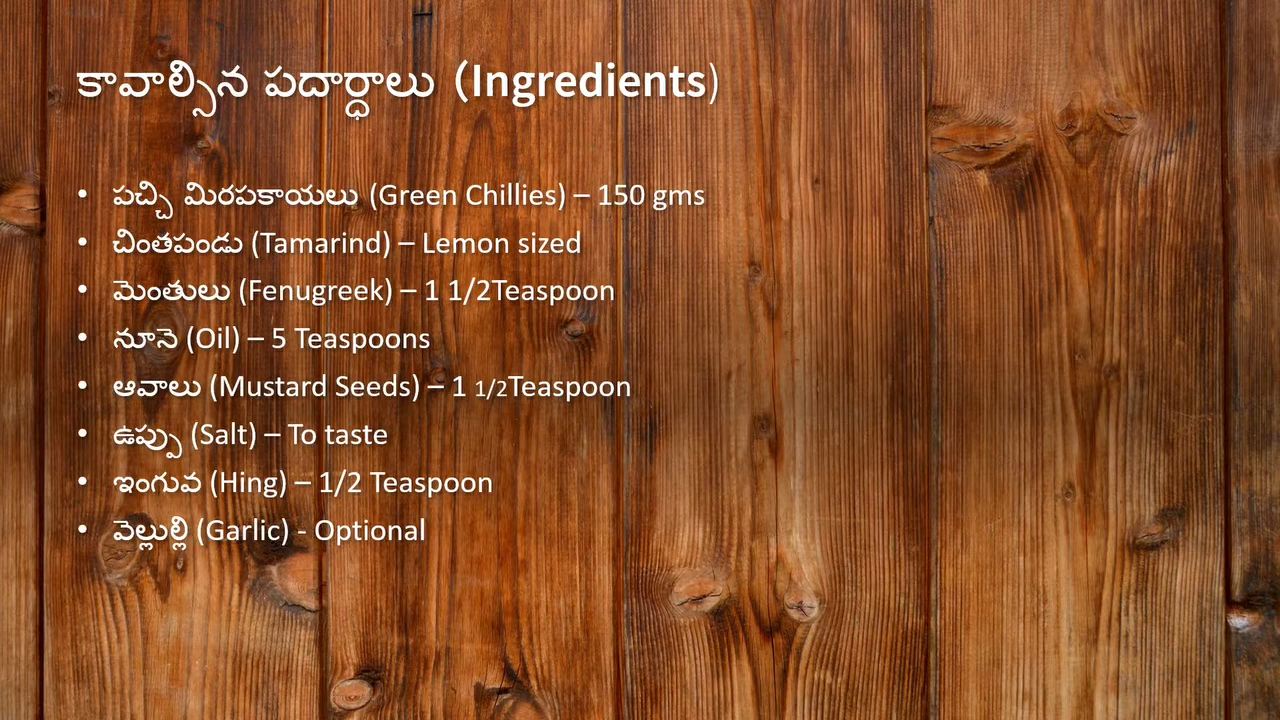 కావాల్సిన పదార్ధాలు (Ingredients)
• పచ్చి మిరపకాయలు (Green Chillies) – 150 gms
• చింతపండు (Tamarind) – Lemon sized
• మెంతులు (Fenugreek) – 1 1/2Teaspoon
• నూనె (Oil) – 5 Teaspoons
• ఆవాలు (Mustard Seeds) – 1 1/2Teaspoon
• ఉప్పు (Salt) – To taste
• ఇంగువ (Hing) – 1/2 Teaspoon
• వెల్లుల్లి (Garlic) - Optional